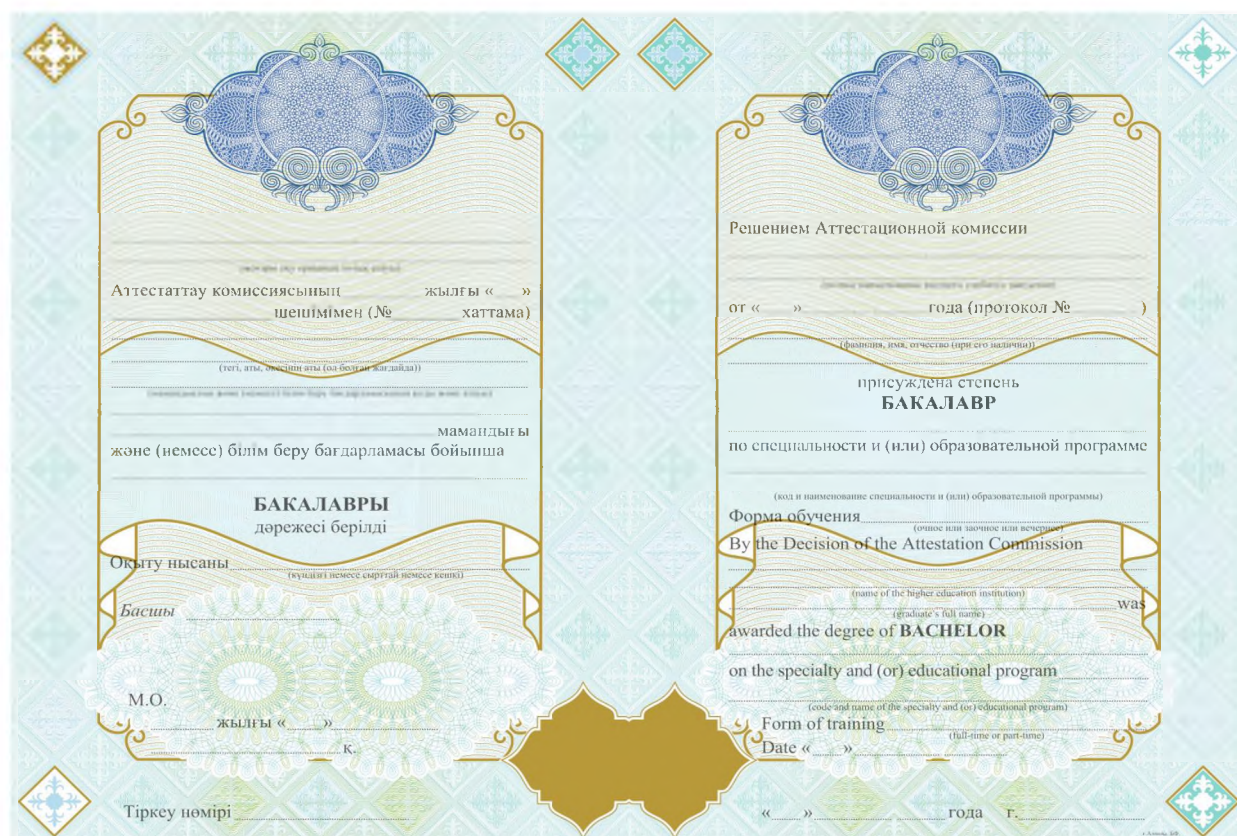 Аттестаттау комиссиясының жылғы « »
шешімімен (№ хаттама)
(тегі, аты, әкесінің аты (ол болған жағдайда))
мамандығы
және (немесе) білім беру бағдарламасы бойынша
БАКАЛАВРЫ
дәрежесі берілді
Оқыту нысаны
(күндізгі немесе сырттай немесе кешкі)
Басшы
М.О.
жылғы «____»
қ.
Тіркеу нөмірі
Решением Аттестационной комиссии
от « » года (протокол № )
(фамилия, имя, отчество (при его наличии))
присуждена степень
БАКАЛАВР
по специальности и (или) образовательной программе
(код и наименование специальности и (или) образовательной программы)
Форма обучения
(очное или заочное или вечернее)
By the Decision of the Attestation Commission
(name of the higher education institution)
was
(graduate's full name)
awarded the degree of BACHELOR
on the specialty and (or) educational program
(code and name of the specialty and (or) educational program)
Form of training
(full-time or part-time)
Date «____»
«____» года г.